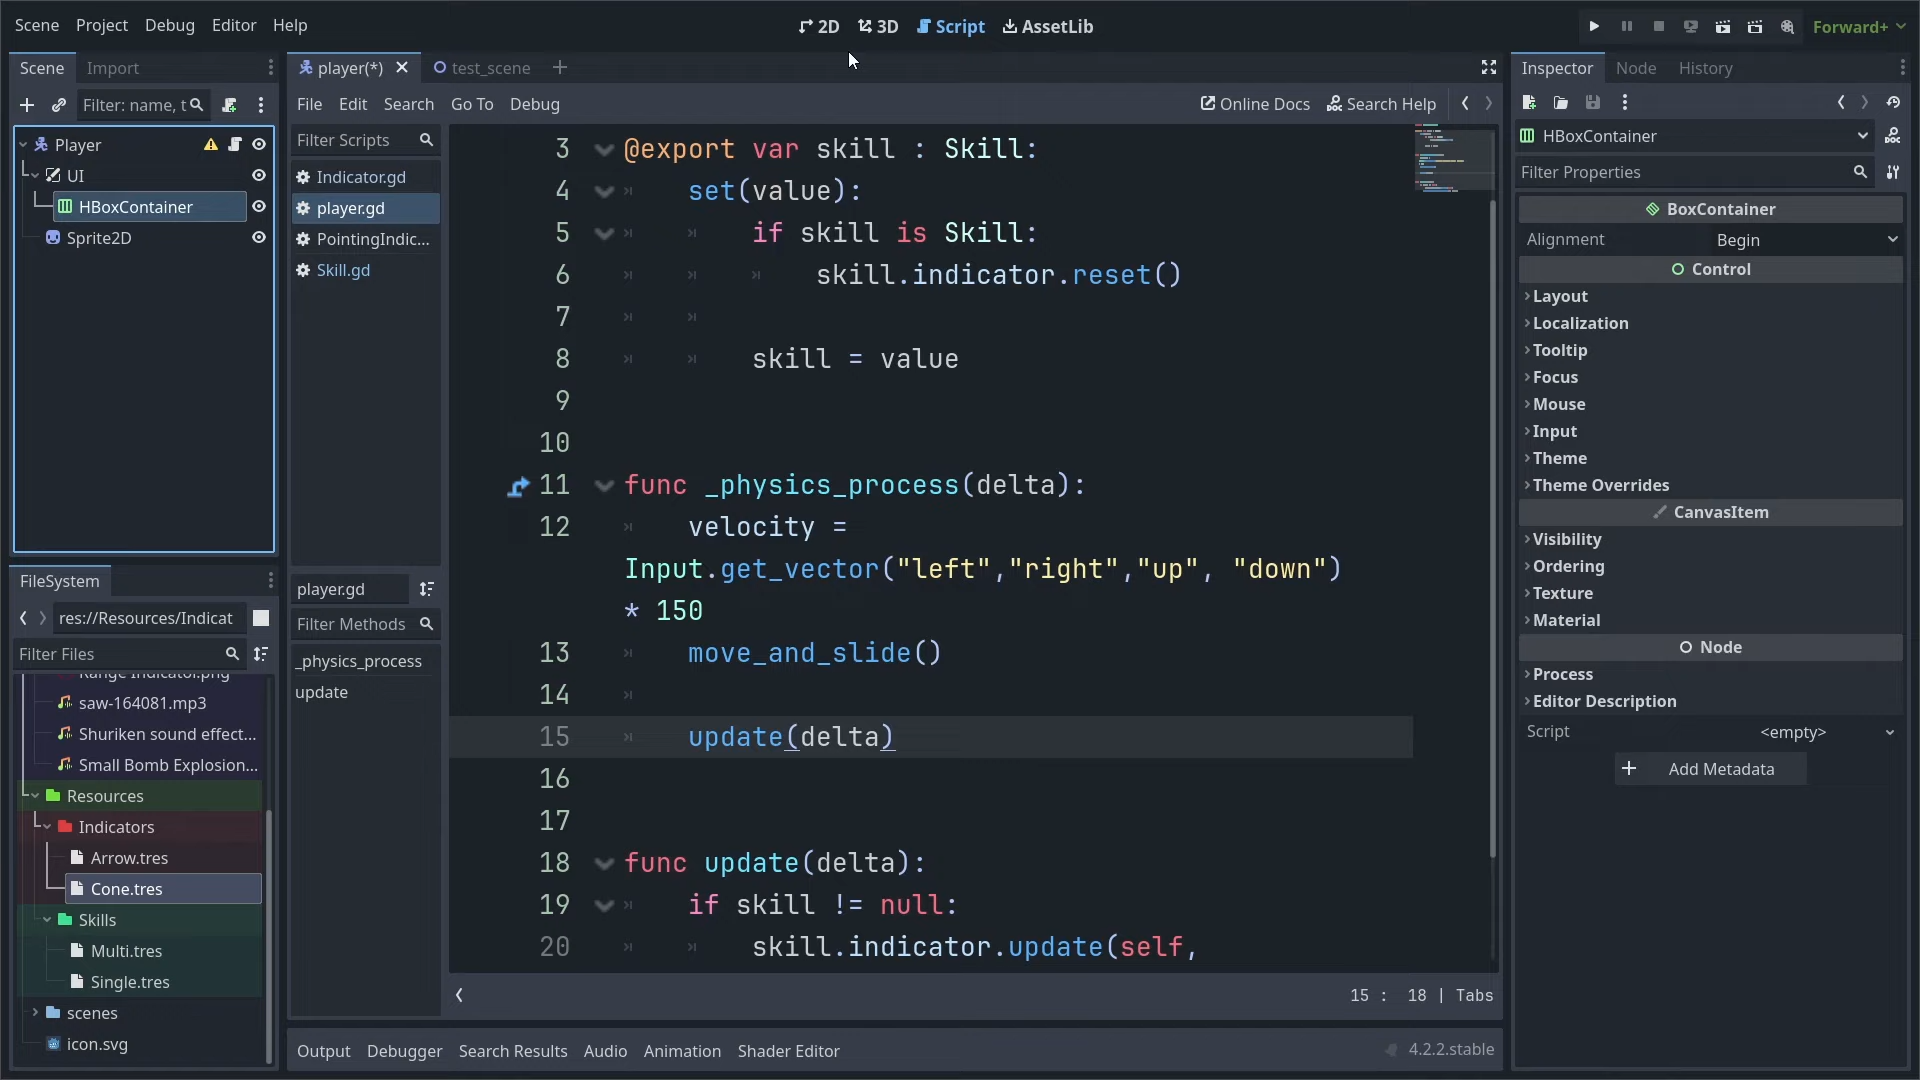 Scene Project Debug Editor Help
2D 3D Script AssetLib
Forward+
Scene Import
Filter: name, t
Player
UI
HBoxContainer
Sprite2D
FileSystem
res://Resources/Indicat
Filter Files
Range Indicator.png
saw-164081.mp3
Shuriken sound effect...
Small Bomb Explosion...
Resources
Indicators
Arrow.tres
Cone.tres
Skills
Multi.tres
Single.tres
scenes
icon.svg
player(*) test_scene
File Edit Search Go To Debug
Online Docs Search Help
Filter Scripts
Indicator.gd
player.gd
PointingIndic...
Skill.gd
player.gd
Filter Methods
_physics_process
update
3 @export var skill : Skill:
4 set(value):
5 if skill is Skill:
6 skill.indicator.reset()
7
8 skill = value
9
10
11 func _physics_process(delta):
12 velocity =
Input.get_vector("left","right","up", "down")
* 150
13 move_and_slide()
14
15 update(delta)
16
17
18 func update(delta):
19 if skill != null:
20 skill.indicator.update(self,
15 : 18 | Tabs
Output Debugger Search Results Audio Animation Shader Editor
4.2.2.stable
Inspector Node History
HBoxContainer
Filter Properties
BoxContainer
Alignment Begin
Control
Layout
Localization
Tooltip
Focus
Mouse
Input
Theme
Theme Overrides
CanvasItem
Visibility
Ordering
Texture
Material
Node
Process
Editor Description
Script <empty>
Add Metadata